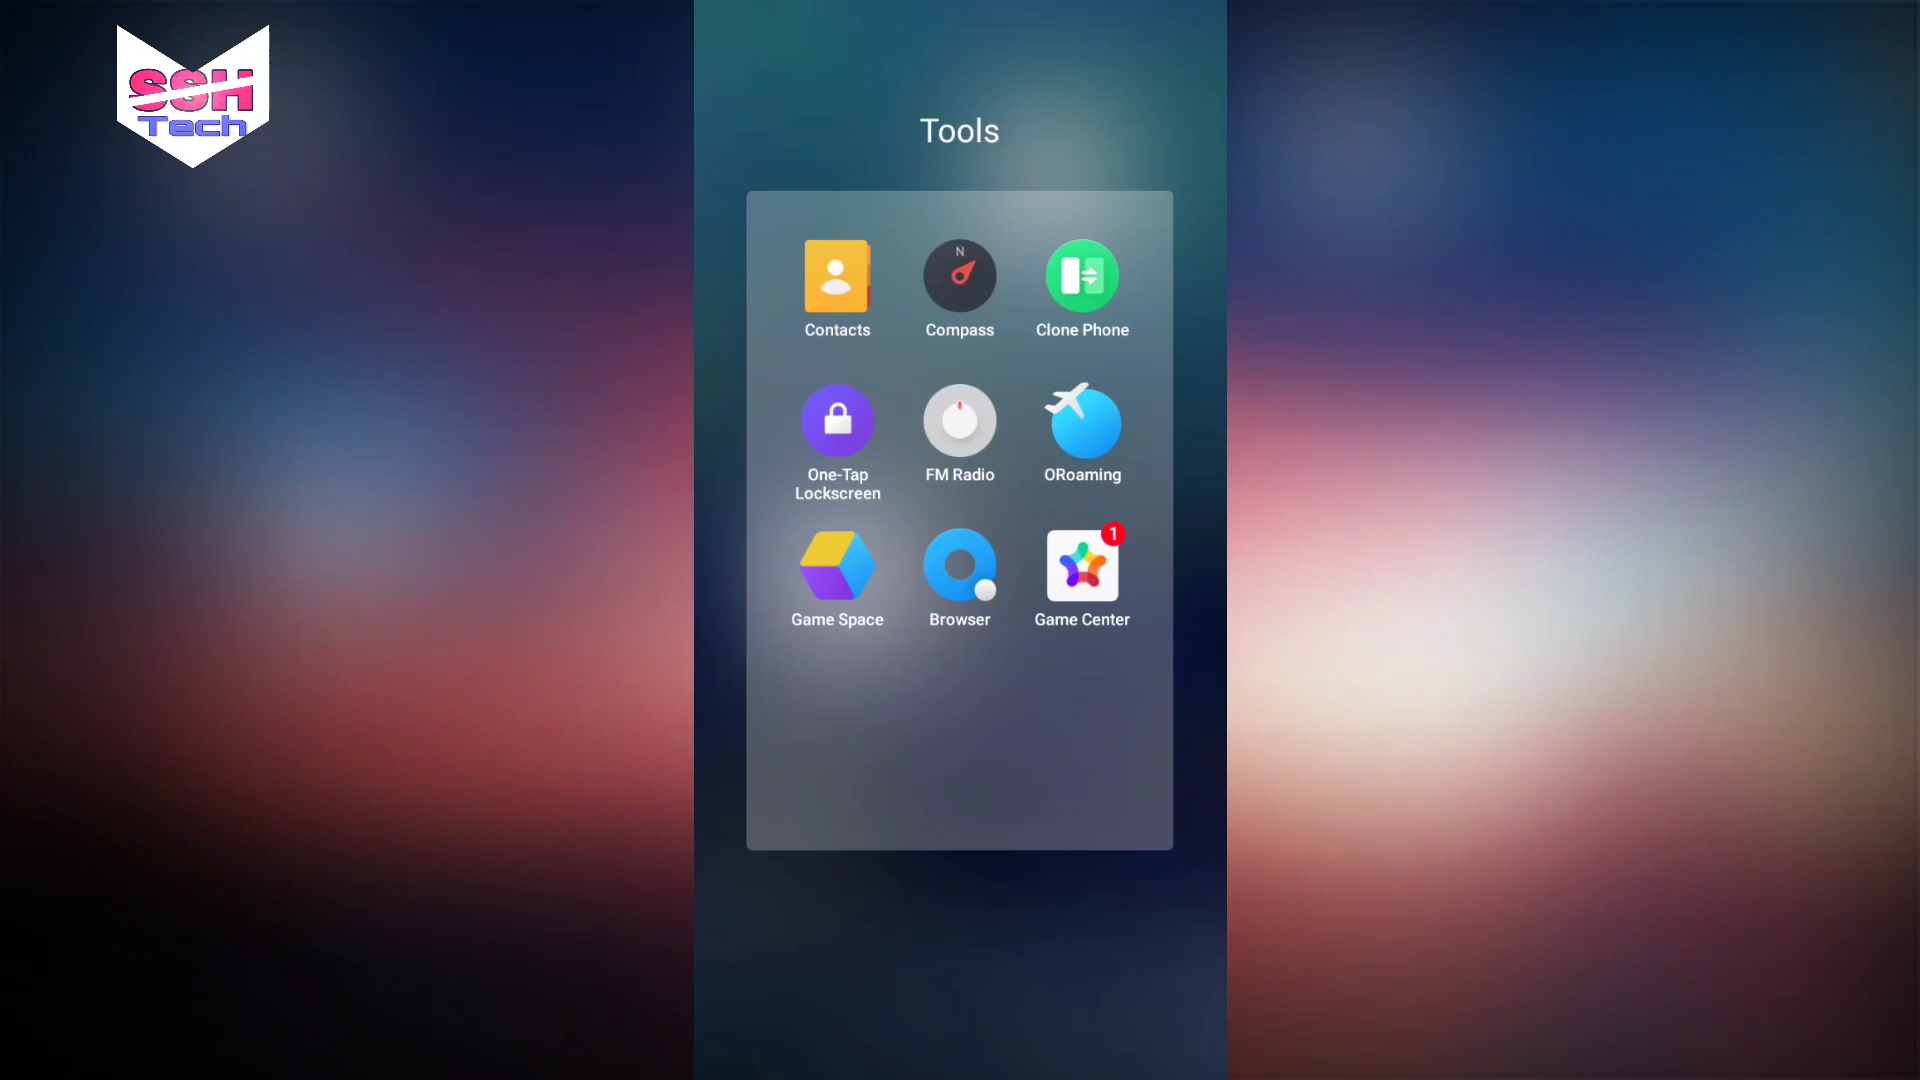 SSH
Tech
Tools
N
Contacts
Compass
Clone Phone
One-Tap
Lockscreen
FM Radio
ORoaming
1
Game Space
Browser
Game Center